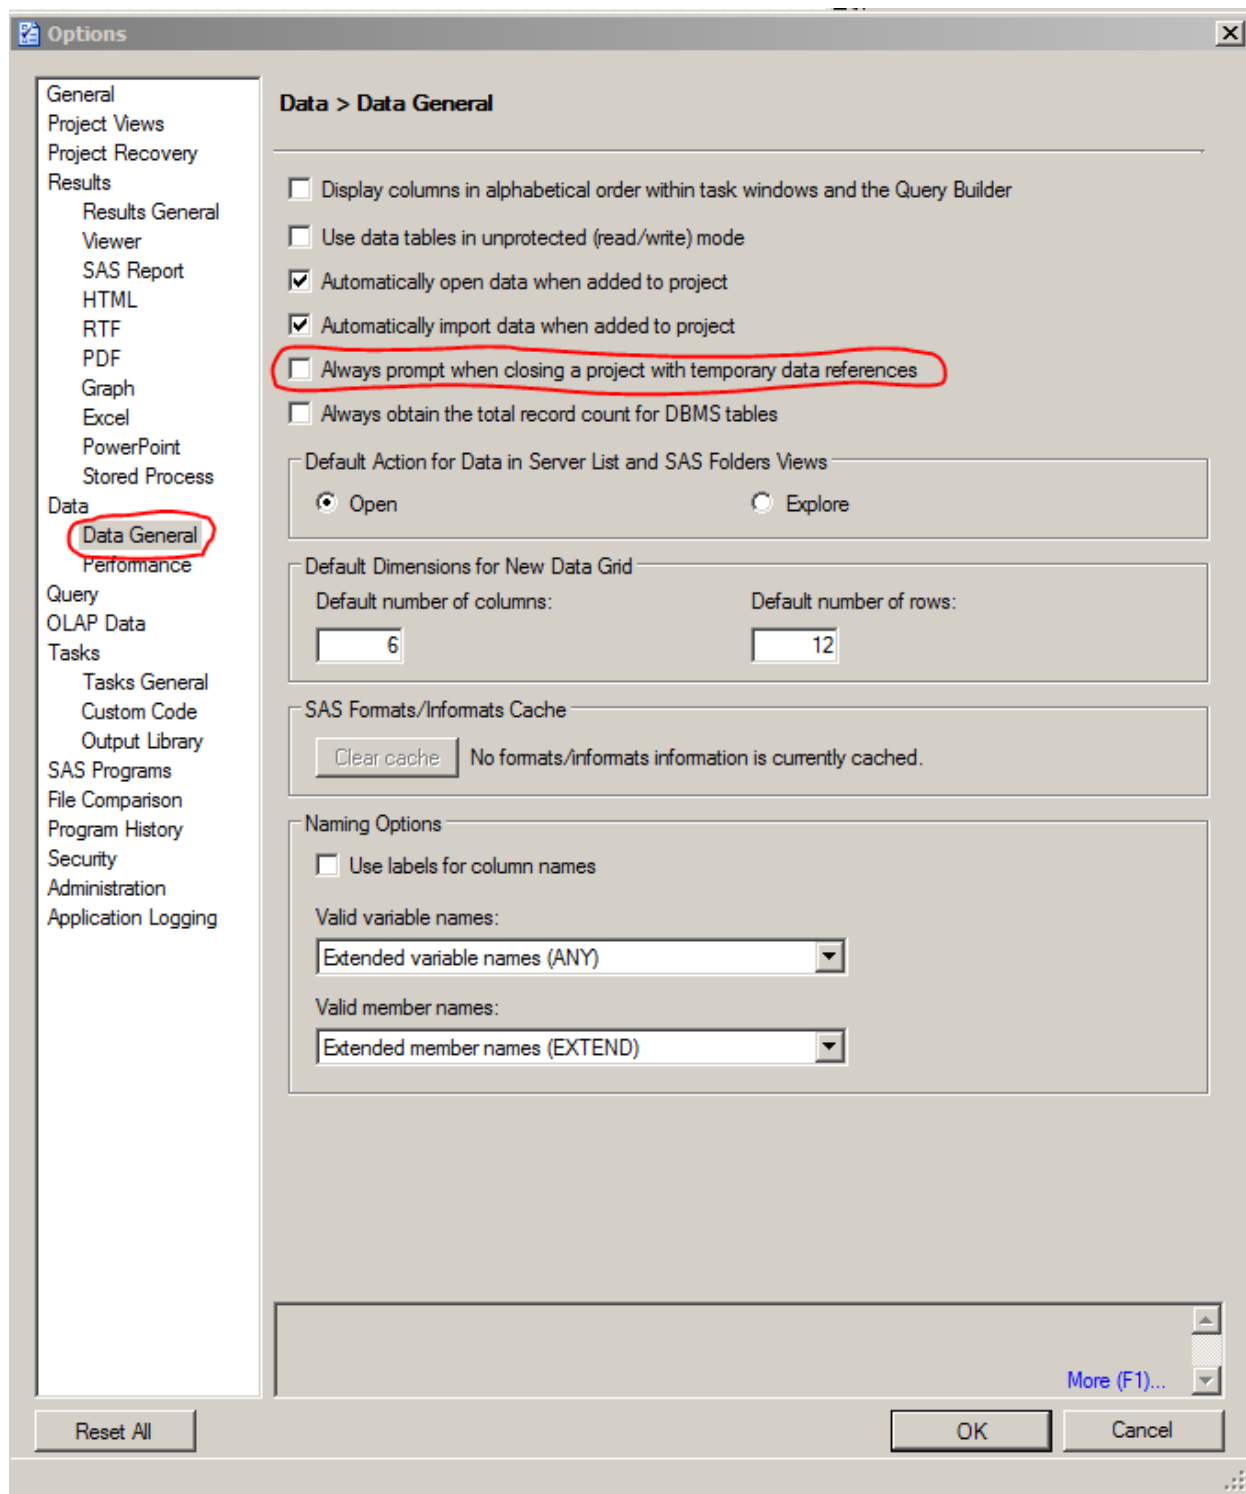 Options
General
Project Views
Project Recovery
Results
Results General
Viewer
SAS Report
HTML
RTF
PDF
Graph
Excel
PowerPoint
Stored Process
Data
Data General
Performance
Query
OLAP Data
Tasks
Tasks General
Custom Code
Output Library
SAS Programs
File Comparison
Program History
Security
Administration
Application Logging
Data > Data General
Display columns in alphabetical order within task windows and the Query Builder
Use data tables in unprotected (read/write) mode
Automatically open data when added to project
Automatically import data when added to project
Always prompt when closing a project with temporary data references
Always obtain the total record count for DBMS tables
Default Action for Data in Server List and SAS Folders Views
Open Explore
Default Dimensions for New Data Grid
Default number of columns: Default number of rows:
6 12
SAS Formats/Informats Cache
Clear cache No formats/informats information is currently cached.
Naming Options
Use labels for column names
Valid variable names:
Extended variable names (ANY)
Valid member names:
Extended member names (EXTEND)
More (F1)...
Reset All OK Cancel